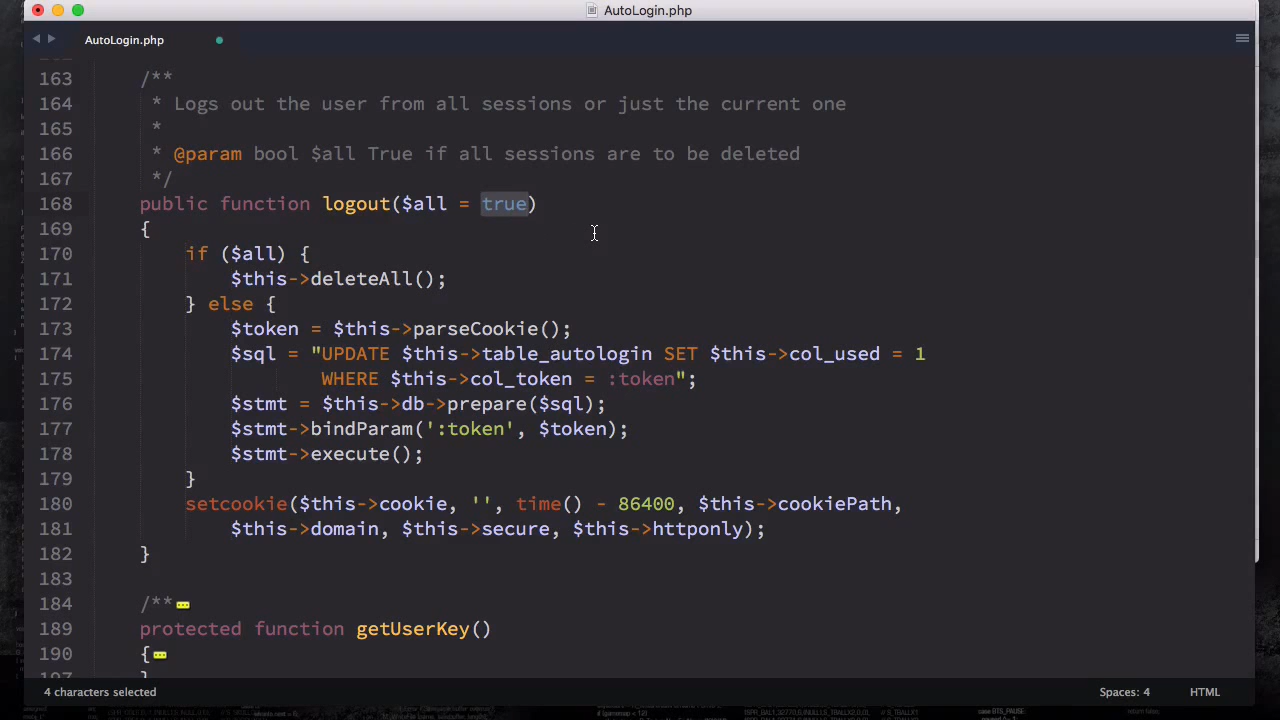 AutoLogin.php
AutoLogin.php
163 /**
164 * Logs out the user from all sessions or just the current one
165 *
166 * @param bool $all True if all sessions are to be deleted
167 */
168 public function logout($all = true)
169 {
170 if ($all) {
171 $this->deleteAll();
172 } else {
173 $token = $this->parseCookie();
174 $sql = "UPDATE $this->table_autologin SET $this->col_used = 1
175 WHERE $this->col_token = :token";
176 $stmt = $this->db->prepare($sql);
177 $stmt->bindParam(':token', $token);
178 $stmt->execute();
179 }
180 setcookie($this->cookie, '', time() - 86400, $this->cookiePath,
181 $this->domain, $this->secure, $this->httponly);
182 }
183
184 /**
189 protected function getUserKey()
190 {
4 characters selected
Spaces: 4
HTML